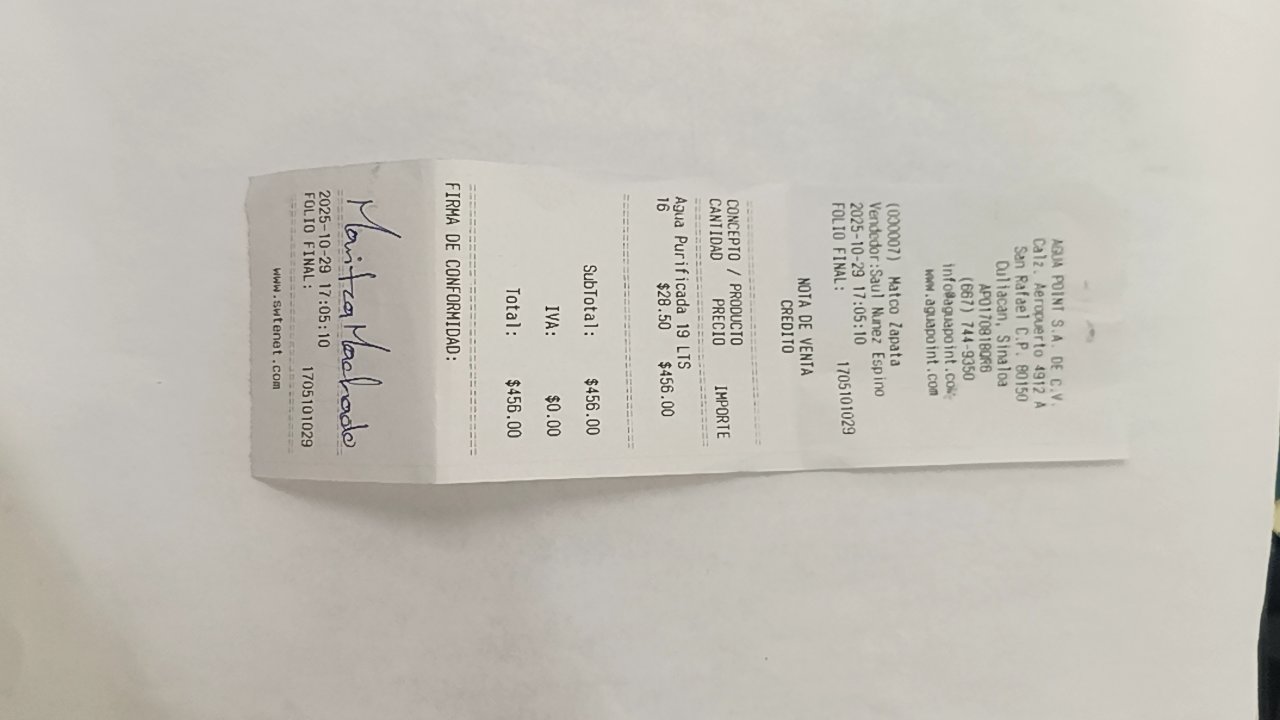 AGUA POINT S.A. DE C.V.
Calz. Aeropuerto 4912 A
San Rafael C.P. 80150
Culiacan, Sinaloa
APO170818QR6
(667) 744-9350
info@aguapoint.com
www.aguapoint.com
NOTA DE VENTA
CREDITO
(000007) Matco Zapata
Vendedor:Saul Nunez Espino
2025-10-29 17:05:10
FOLIO FINAL: 1705101029
CONCEPTO / PRODUCTO
CANTIDAD PRECIO IMPORTE
Agua Purificada 19 LTS
16 $28.50 $456.00
SubTotal: $456.00
IVA: $0.00
Total: $456.00
FIRMA DE CONFORMIDAD:
Maritza Machado
2025-10-29 17:05:10
FOLIO FINAL: 1705101029
www.swtenet.com